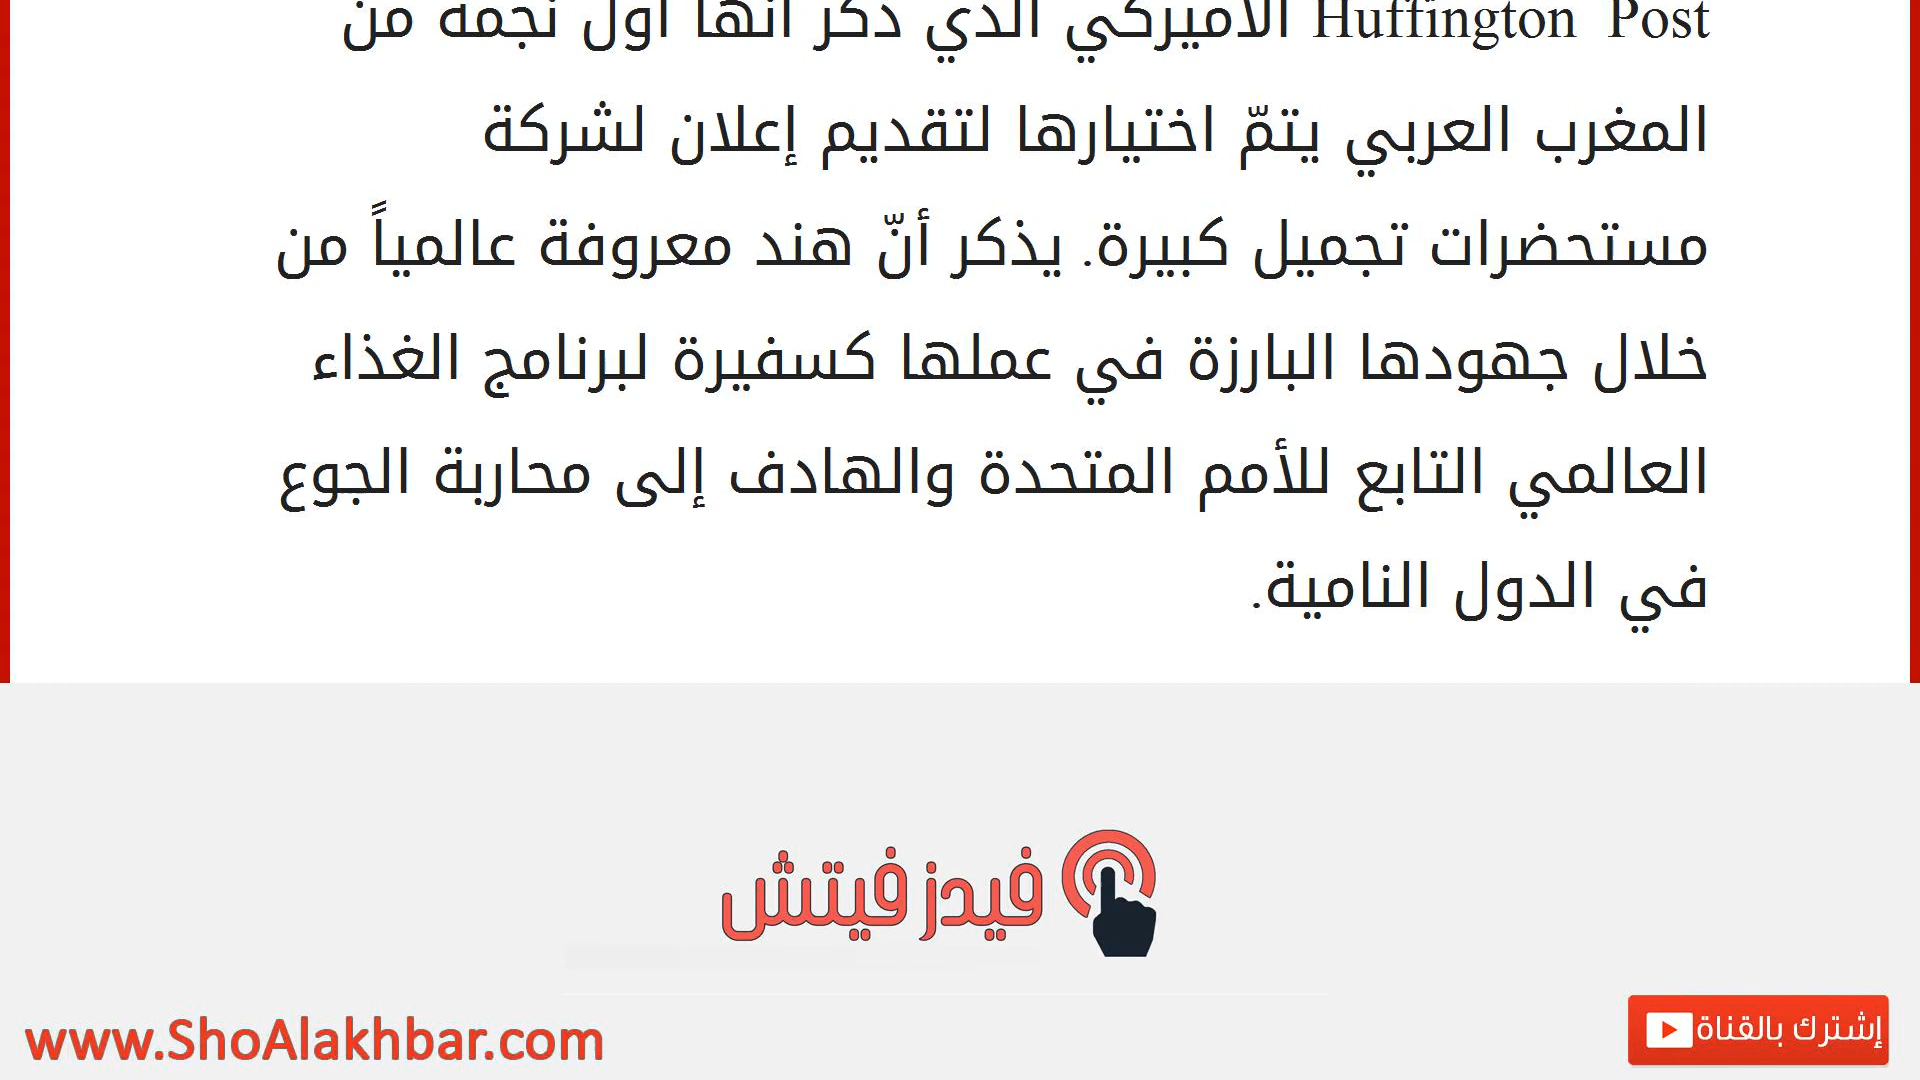 Huffington Post الأميركي الذي ذكر أنها أول نجمة من
المغرب العربي يتمّ اختيارها لتقديم إعلان لشركة
مستحضرات تجميل كبيرة. يذكر أنّ هند معروفة عالمياً من
خلال جهودها البارزة في عملها كسفيرة لبرنامج الغذاء
العالمي التابع للأمم المتحدة والهادف إلى محاربة الجوع
في الدول النامية.
فيدز فيتش
www.ShoAlakhbar.com
إشترك بالقناة